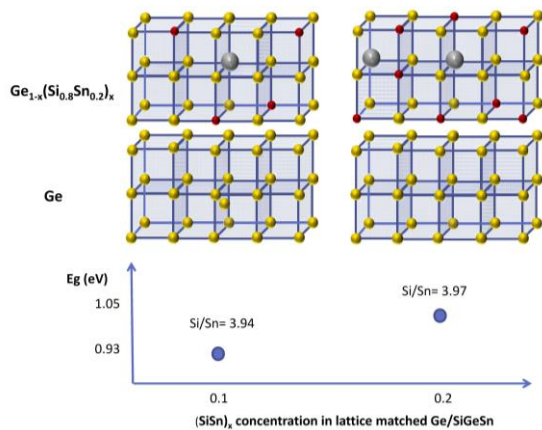 Ge1-x(Si0.8Sn0.2)x
Ge
Eg (eV)
1.05
Si/Sn= 3.97
Si/Sn= 3.94
0.93
0.1
0.2
(SiSn)x concentration in lattice matched Ge/SiGeSn